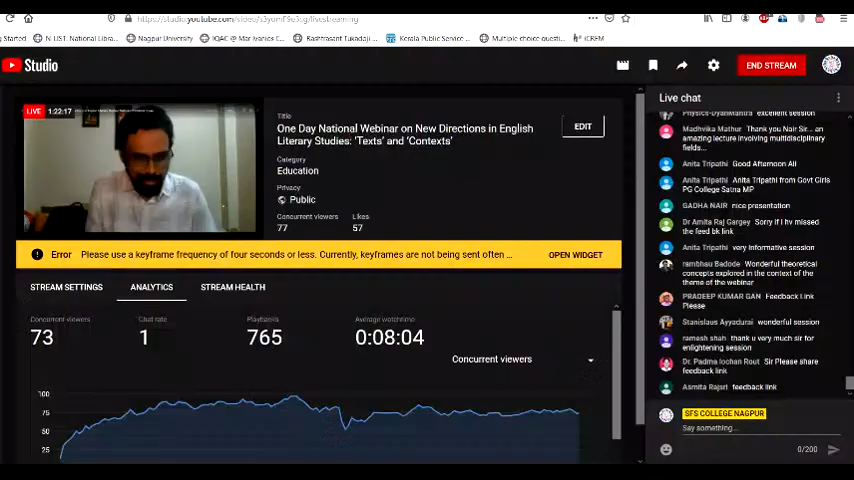 N-LIST: National Libra...
Nagpur University
IQAC @ Mar Ivanios C...
Rashtrasant Tukadoji ...
Kerala Public Service ...
Multiple choice questi...
iCREM
Studio
END STREAM
LIVE 1:22:17
Title
One Day National Webinar on New Directions in English
Literary Studies: 'Texts' and 'Contexts'
EDIT
Category
Education
Privacy
Public
Concurrent viewers
77
Likes
57
Error Please use a keyframe frequency of four seconds or less. Currently, keyframes are not being sent often ...
OPEN WIDGET
STREAM SETTINGS
ANALYTICS
STREAM HEALTH
Concurrent viewers
73
Chat rate
1
Playbacks
765
Average watchtime
0:08:04
Concurrent viewers
100
75
50
25
Live chat
Physics-DyanMantra excellent session
Madhvika Mathur Thank you Nair Sir... an
amazing lecture involving multidisciplinary
fields...
Anita Tripathi Good Afternoon All
Anita Tripathi Anita Tripathi from Govt Girls
PG College Satna MP
GADHA NAIR nice presentation
Dr Amita Raj Gargey Sorry if I hv missed
the feed bk link
Anita Tripathi very informative session
rambhau Badode Wonderful theoretical
concepts explored in the context of the
theme of the webinar
PRADEEP KUMAR GAN Feedback Link
Please
Stanislaus Ayyadurai wonderful session
ramesh shah thank u very much sir for
enlightening session
Dr. Padma lochan Rout Sir Please share
feedback link
Asmita Rajsri feedback link
SFS COLLEGE NAGPUR
Say something...
0/200